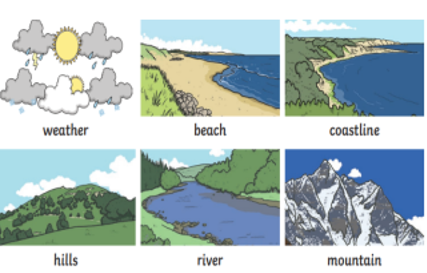 weather
beach
coastline
hills
river
mountain